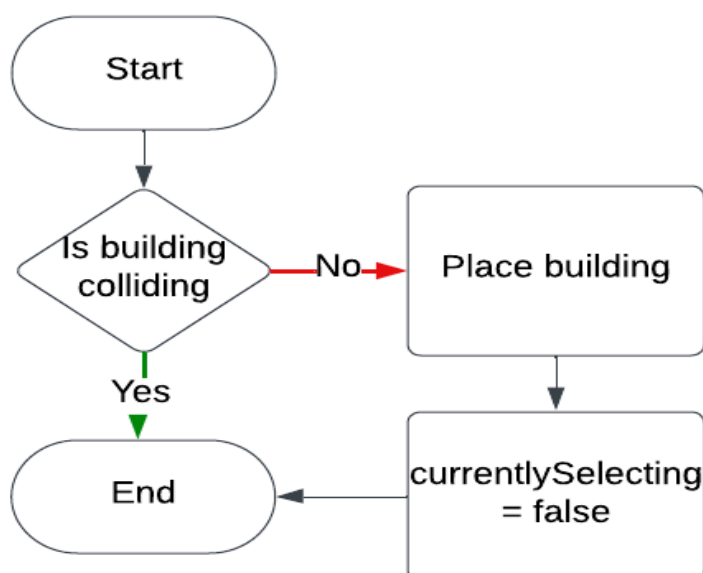 Start
Is building
colliding
No
Place building
Yes
currentlySelecting
= false
End